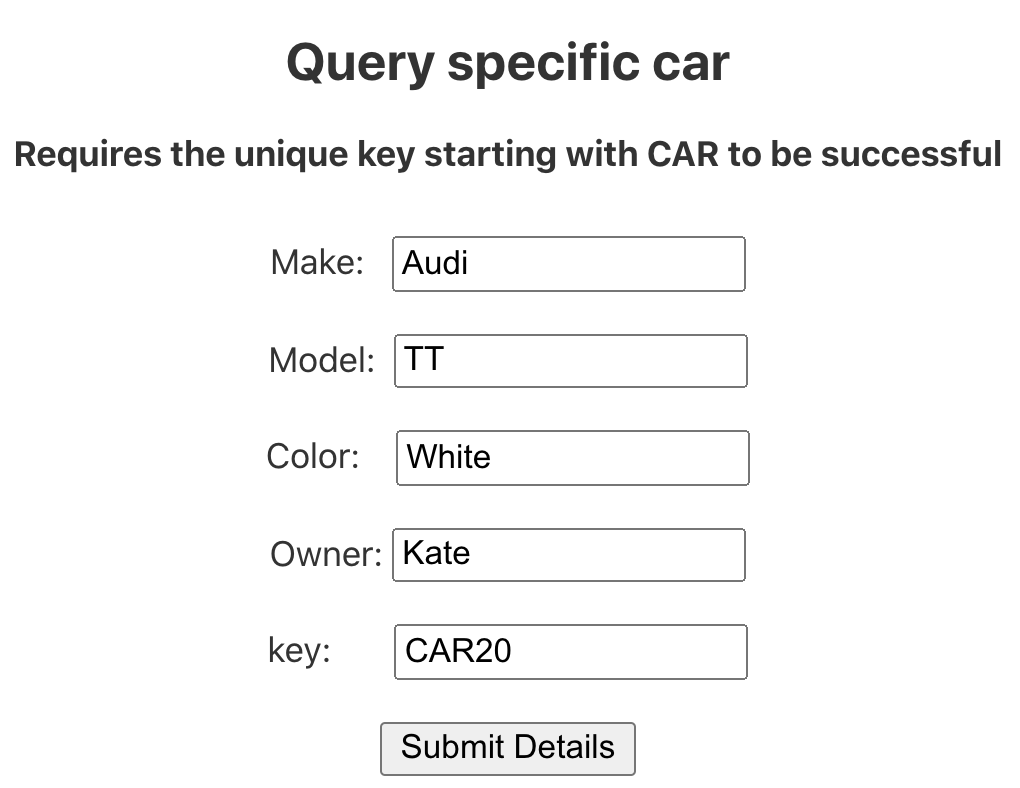 Query specific car
Requires the unique key starting with CAR to be successful
Make: Audi
Model: TT
Color: White
Owner: Kate
key: CAR20
Submit Details